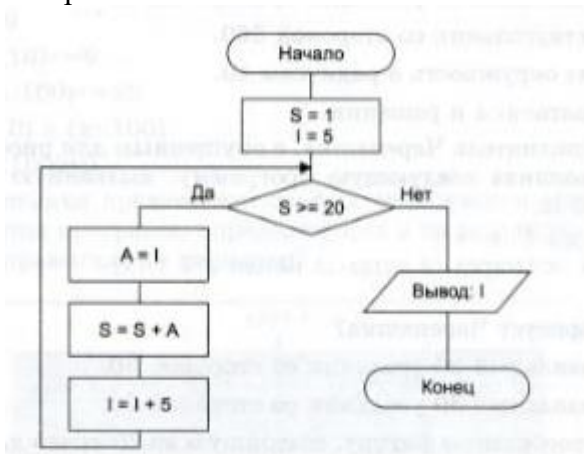 Начало
S = 1
I = 5
Да
S >= 20
Нет
A = I
Вывод: I
S = S + A
Конец
I = I + 5